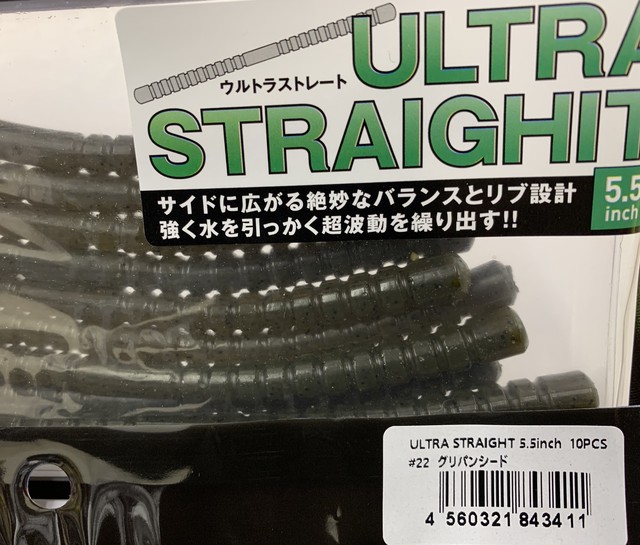 ULTRA
ウルトラストレート
STRAIGHT
サイドに広がる絶妙なバランスとリブ設計
強く水を引っかく超波動を繰り出す!!
5.5
inch
ULTRA STRAIGHT 5.5inch 10PCS
#22 グリパンシード
4 560321 843411